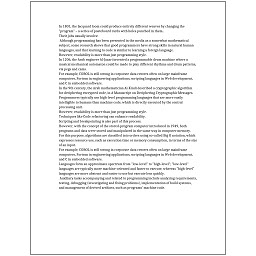 In 1801, the Jacquard loom could produce entirely different weaves by changing the
"program" – a series of pasteboard cards with holes punched in them.
There jobs usually involve:
Although programming has been presented in the media as a somewhat mathematical
subject, some research shows that good programmers have strong skills in natural human
languages, and that learning to code is similar to learning a foreign language.
However, readability is more than just programming style.
In 1206, the Arab engineer Al-Jazari invented a programmable drum machine where a
musical mechanical automaton could be made to play different rhythms and drum patterns,
via pegs and cams.
For example, COBOL is still strong in corporate data centers often on large mainframe
computers, Fortran in engineering applications, scripting languages in Web development,
and C in embedded software.
In the 9th century, the Arab mathematician Al-Kindi described a cryptographic algorithm
for deciphering encrypted code, in A Manuscript on Deciphering Cryptographic Messages.
Programmers typically use high-level programming languages that are more easily
intelligible to humans than machine code, which is directly executed by the central
processing unit.
However, readability is more than just programming style.
Techniques like Code refactoring can enhance readability.
Scripting and breakpointing is also part of this process.
However, with the concept of the stored-program computer introduced in 1949, both
programs and data were stored and manipulated in the same way in computer memory.
For this purpose, algorithms are classified into orders using so-called Big O notation, which
expresses resource use, such as execution time or memory consumption, in terms of the size
of an input.
For example, COBOL is still strong in corporate data centers often on large mainframe
computers, Fortran in engineering applications, scripting languages in Web development,
and C in embedded software.
Languages form an approximate spectrum from "low-level" to "high-level"; "low-level"
languages are typically more machine-oriented and faster to execute, whereas "high-level"
languages are more abstract and easier to use but execute less quickly.
Auxiliary tasks accompanying and related to programming include analyzing requirements,
testing, debugging (investigating and fixing problems), implementation of build systems,
and management of derived artifacts, such as programs' machine code.